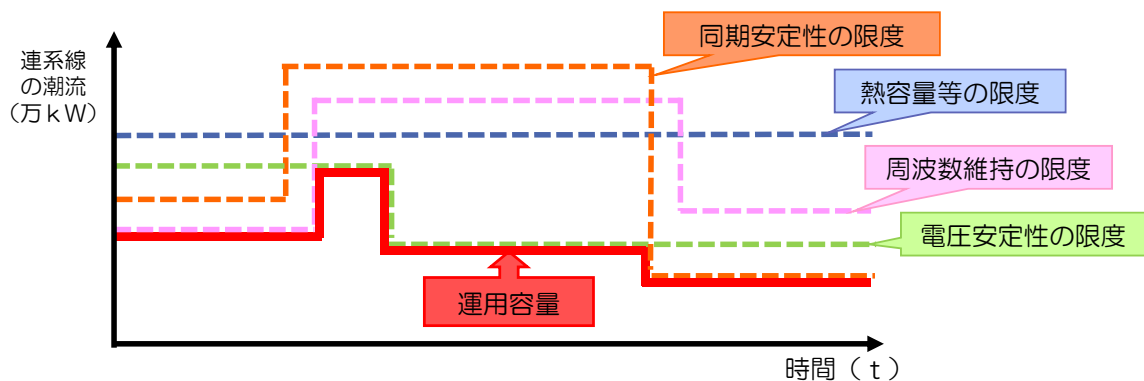 連系線
の潮流
（万ｋＷ）
同期安定性の限度
熱容量等の限度
周波数維持の限度
電圧安定性の限度
運用容量
時間（ｔ）